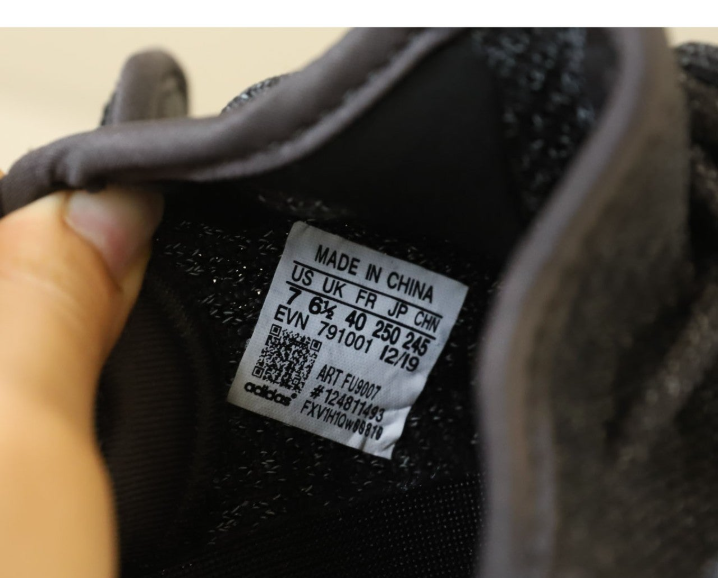 MADE IN CHINA
US UK FR JP CHN
7 6½ 40 250 245
EVN 791001 12/19
ART FU9007
#124811493
adidas®